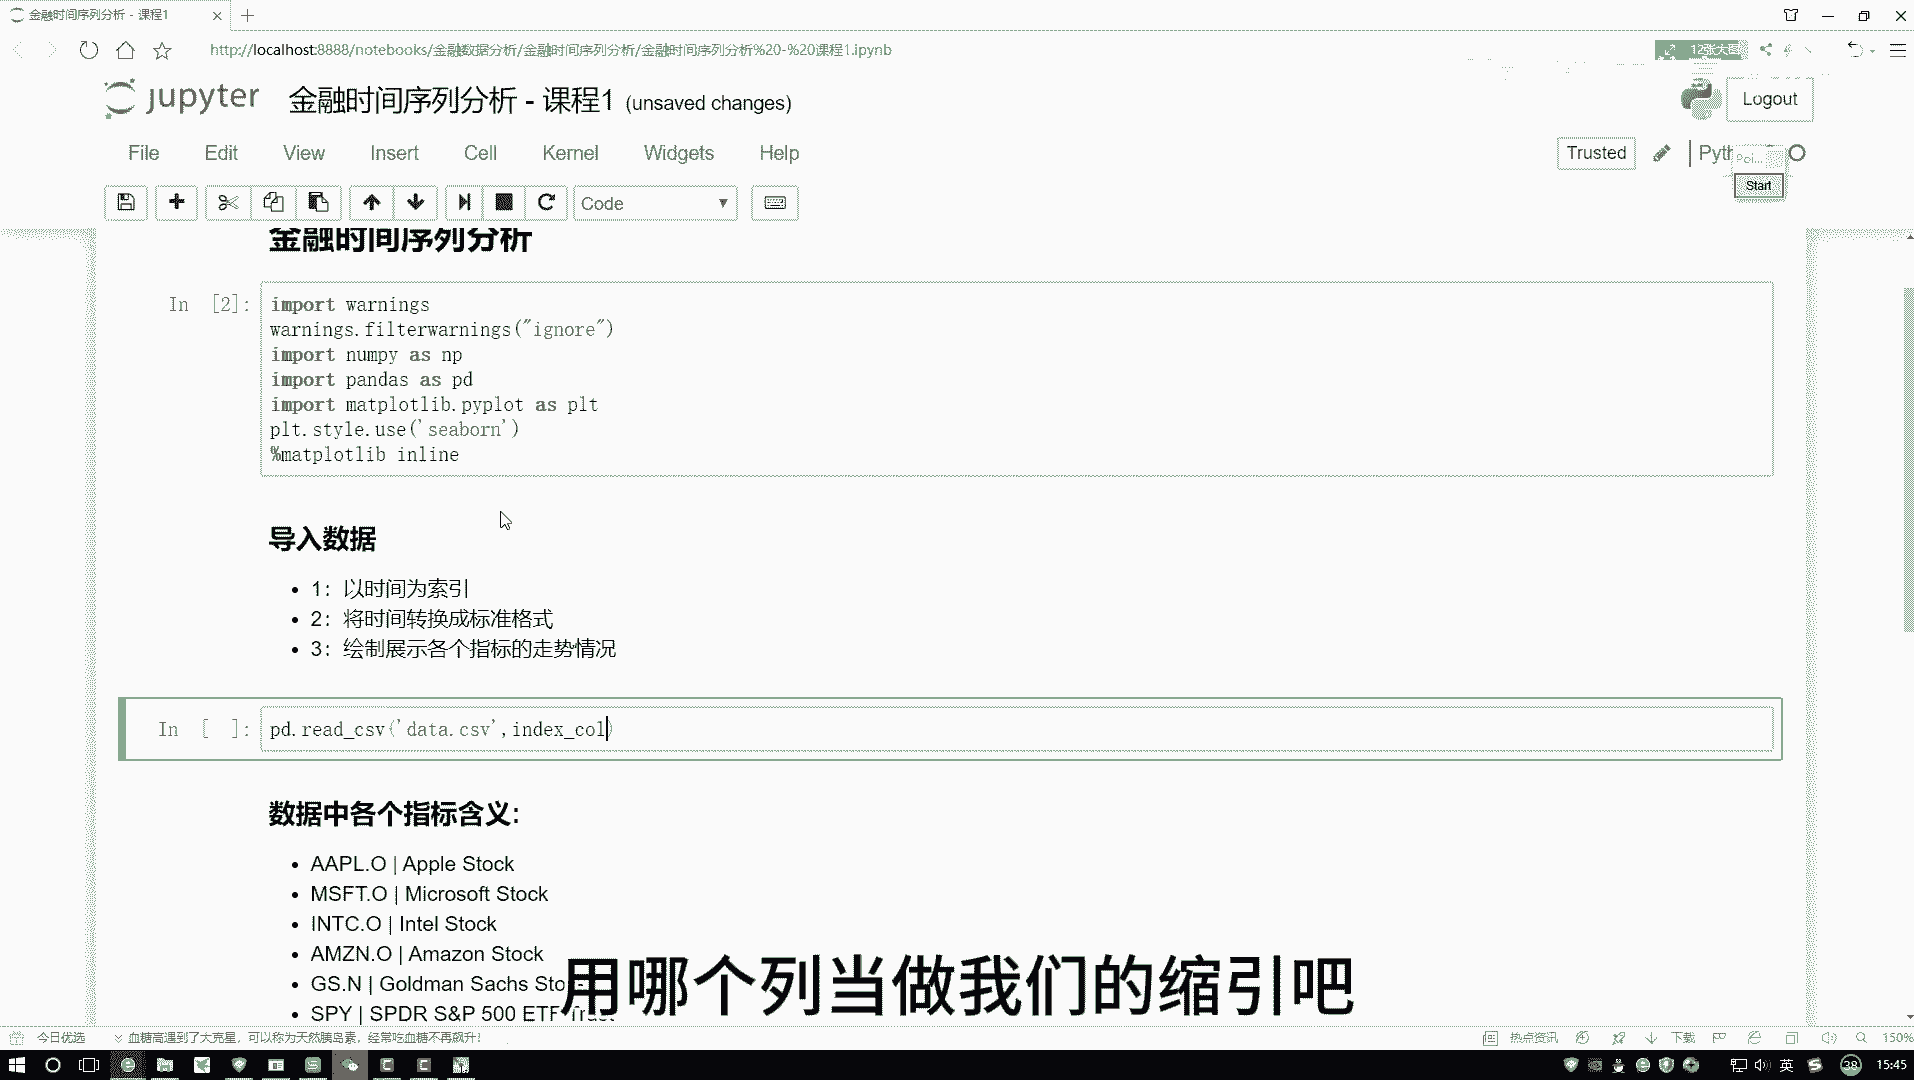 金融时间序列分析 - 课程1
http://localhost:8888/notebooks/金融数据分析/金融时间序列分析/金融时间序列分析%20-%20课程1.ipynb
12张大图
jupyter 金融时间序列分析 - 课程1 (unsaved changes)
Logout
File Edit View Insert Cell Kernel Widgets Help
Trusted
Poi...
Start
Code
金融时间序列分析
In [2]:
import warnings
warnings.filterwarnings("ignore")
import numpy as np
import pandas as pd
import matplotlib.pyplot as plt
plt.style.use('seaborn')
%matplotlib inline
导入数据
1：以时间为索引
2：将时间转换成标准格式
3：绘制展示各个指标的走势情况
In [ ]:
pd.read_csv('data.csv',index_col)
数据中各个指标含义:
AAPL.O | Apple Stock
MSFT.O | Microsoft Stock
INTC.O | Intel Stock
AMZN.O | Amazon Stock
GS.N | Goldman Sachs Sto
SPY | SPDR S&P 500 ETF Trust
用哪个列当做我们的缩引吧
今日优选
血糖高遇到了大克星，可以称为天然胰岛素，经常吃血糖不再飙升！
热点资讯
下载
150%
英
38
15:45